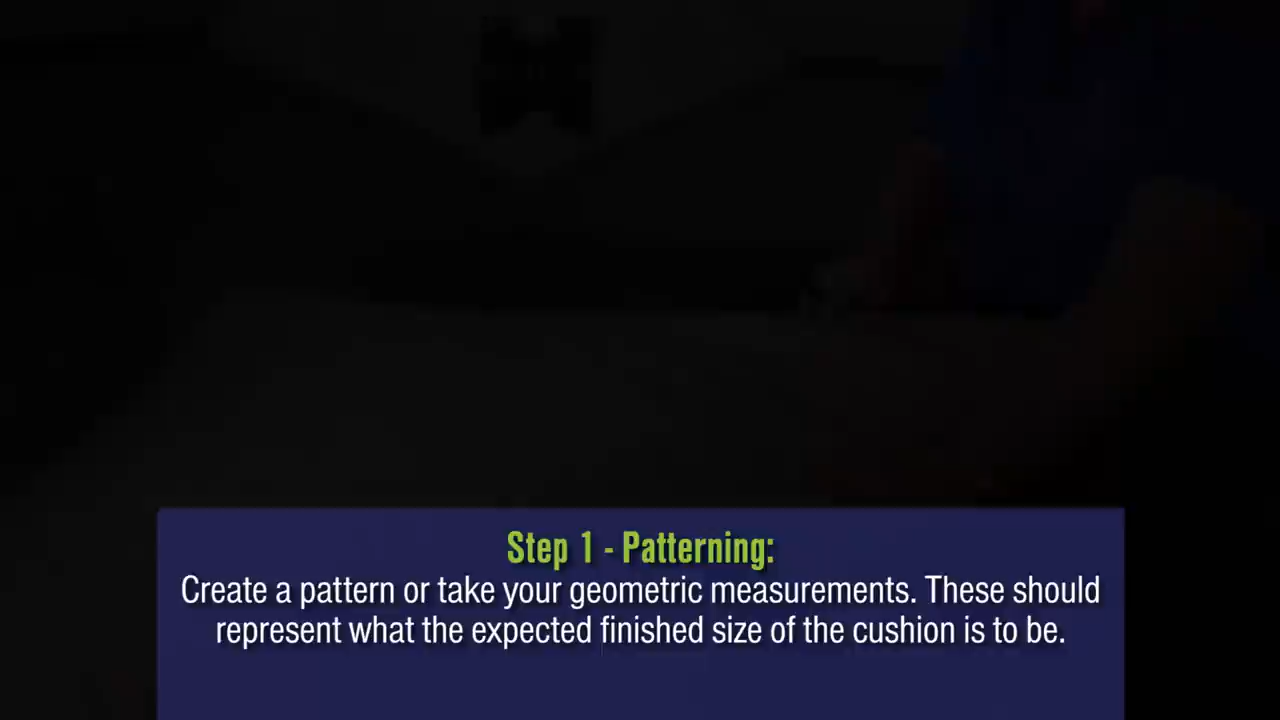 Step 1 - Patterning:
Create a pattern or take your geometric measurements. These should
represent what the expected finished size of the cushion is to be.